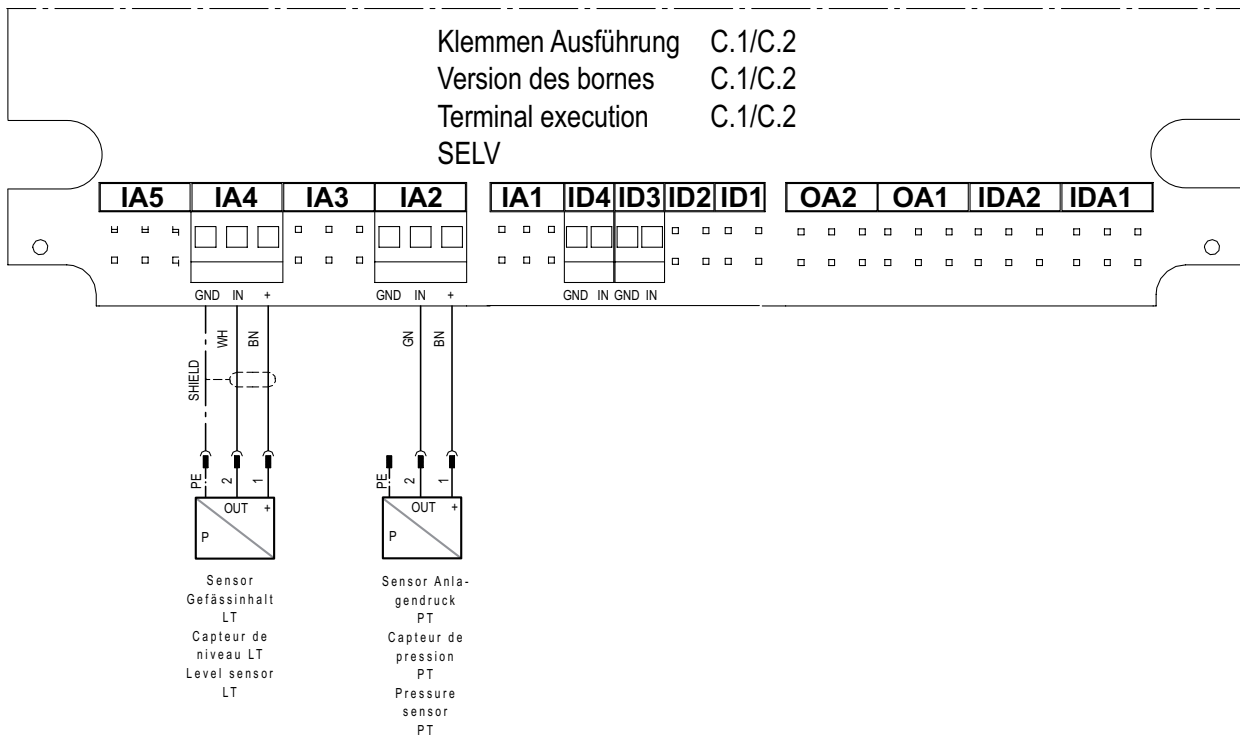 Klemmen Ausführung C.1/C.2
Version des bornes C.1/C.2
Terminal execution C.1/C.2
SELV
IA5 IA4 IA3 IA2 IA1 ID4 ID3 ID2 ID1 OA2 OA1 IDA2 IDA1
GND IN + GND IN + GND IN GND IN
SHIELD WH BN GN BN
PE 2 1 PE 2 1
OUT + OUT +
P P
Sensor
Gefässinhalt
LT
Capteur de
niveau LT
Level sensor
LT
Sensor Anla-
gendruck
PT
Capteur de
pression
PT
Pressure
sensor
PT